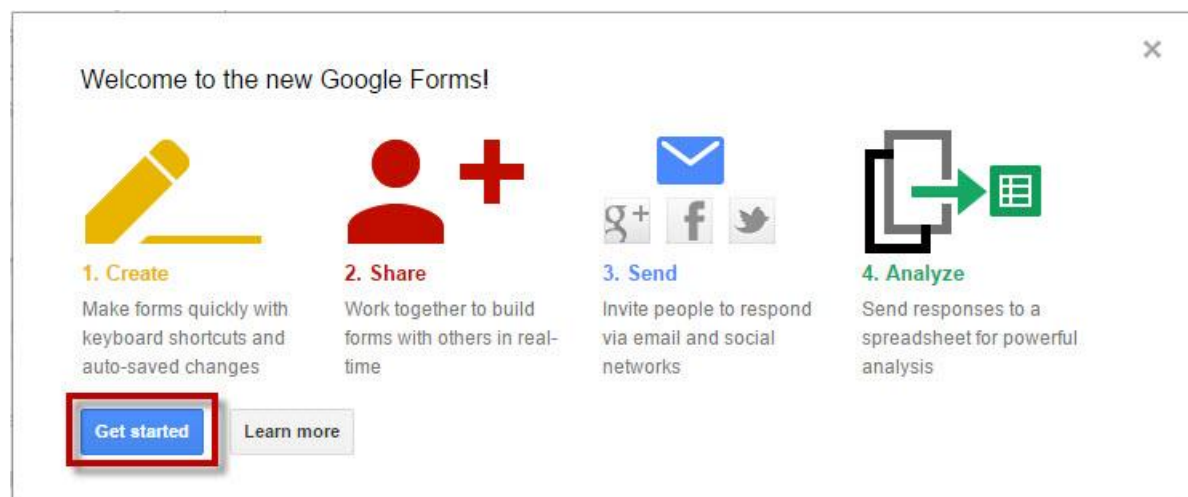 Welcome to the new Google Forms!
g+ f
1. Create
Make forms quickly with
keyboard shortcuts and
auto-saved changes
2. Share
Work together to build
forms with others in real-
time
3. Send
Invite people to respond
via email and social
networks
4. Analyze
Send responses to a
spreadsheet for powerful
analysis
Get started
Learn more